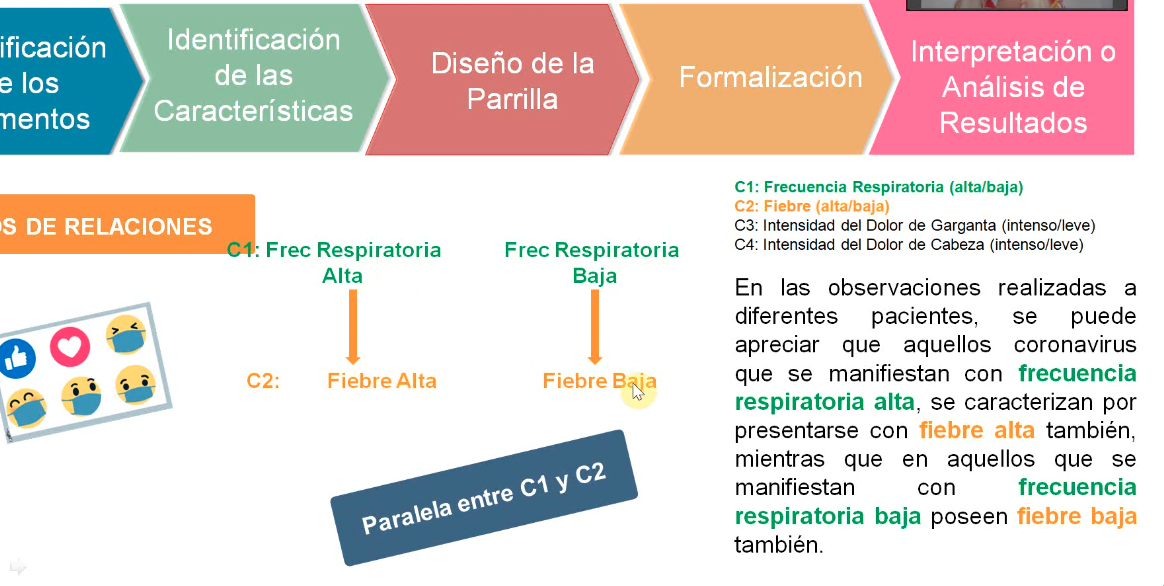 ificación
e los
mentos
Identificación
de las
Características
Diseño de la
Parrilla
Formalización
Interpretación o
Análisis de
Resultados
S DE RELACIONES
C1: Frec Respiratoria
Alta
Frec Respiratoria
Baja
C2:
Fiebre Alta
Fiebre Baja
Paralela entre C1 y C2
C1: Frecuencia Respiratoria (alta/baja)
C2: Fiebre (alta/baja)
C3: Intensidad del Dolor de Garganta (intenso/leve)
C4: Intensidad del Dolor de Cabeza (intenso/leve)
En las observaciones realizadas a
diferentes pacientes, se puede
apreciar que aquellos coronavirus
que se manifiestan con frecuencia
respiratoria alta, se caracterizan por
presentarse con fiebre alta también,
mientras que en aquellos que se
manifiestan con frecuencia
respiratoria baja poseen fiebre baja
también.